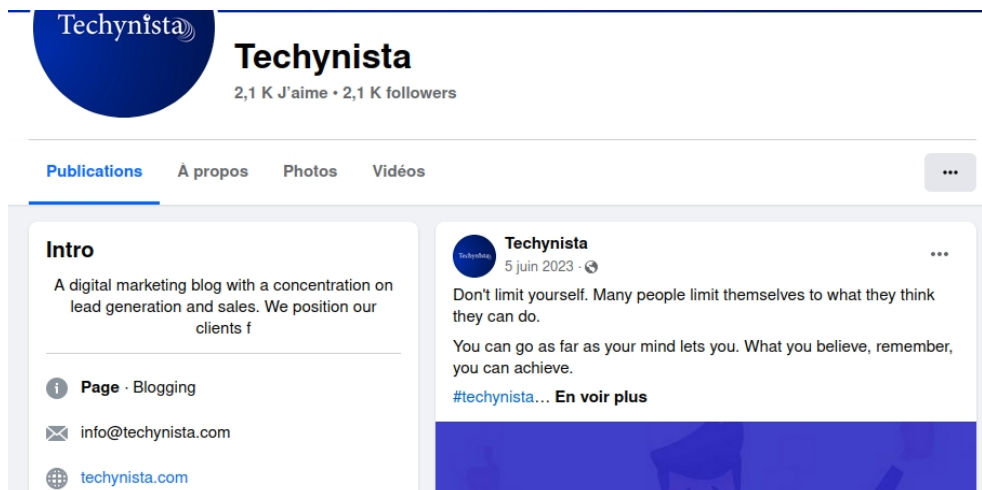 Techynista
Techynista
2,1 K J’aime • 2,1 K followers
Publications
À propos
Photos
Vidéos
Intro
A digital marketing blog with a concentration on
lead generation and sales. We position our
clients f
Page · Blogging
info@techynista.com
techynista.com
Techynista
Techynista
5 juin 2023 ·
Don't limit yourself. Many people limit themselves to what they think
they can do.
You can go as far as your mind lets you. What you believe, remember,
you can achieve.
#techynista… En voir plus